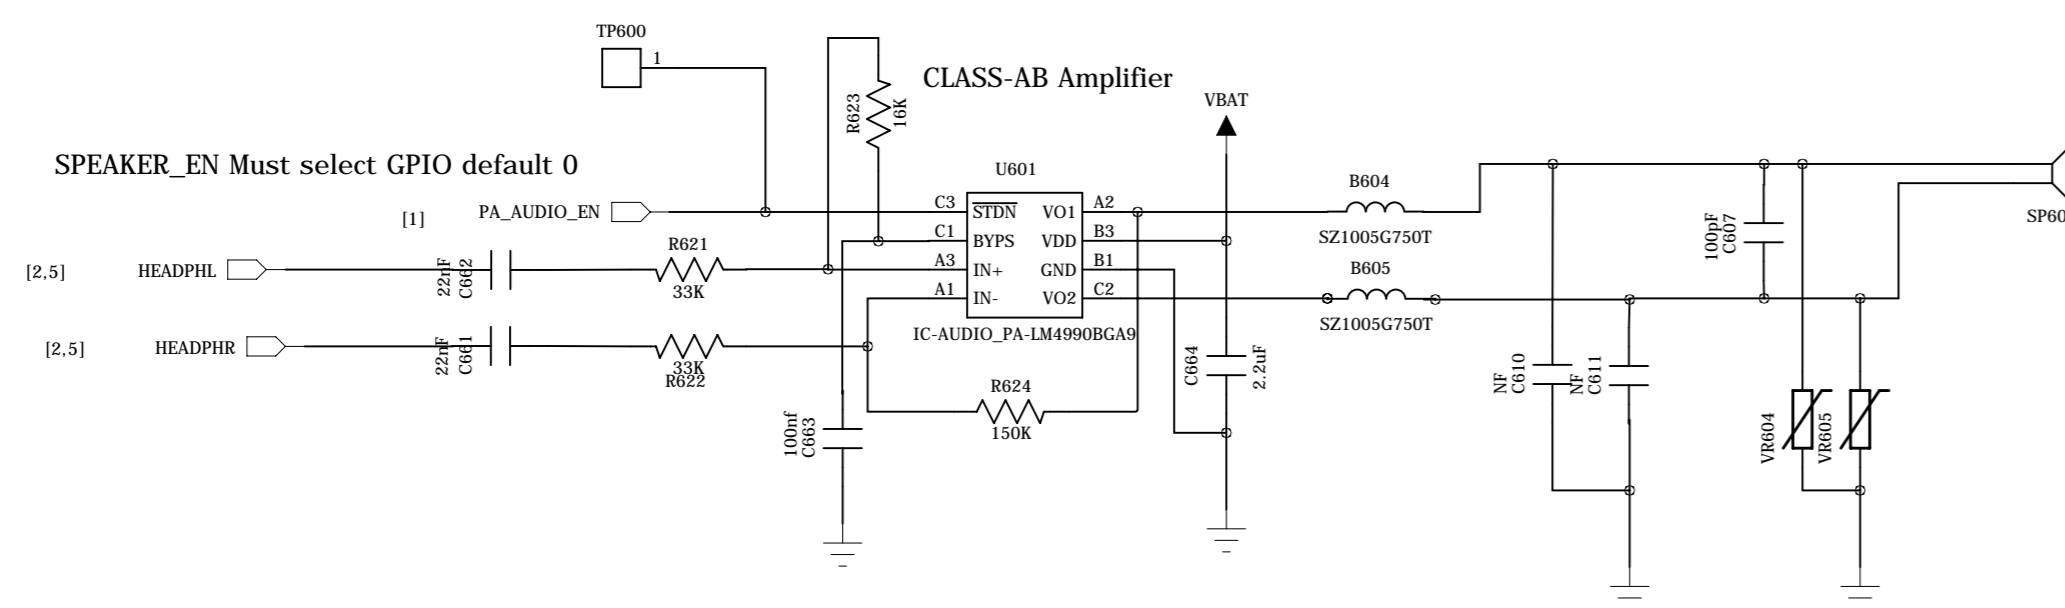 TP600
1
CLASS-AB Amplifier
R623
16K
VBAT
SPEAKER_EN Must select GPIO default 0
U601
B604
[1]
PA_AUDIO_EN
C3
STDN
VO1
A2
SZ1005G750T
C1
BYPS
VDD
B3
R621
[2,5]
HEADPHL
22nF
C662
33K
A3
IN+
GND
B1
B605
A1
IN-
VO2
C2
SZ1005G750T
100pF
C607
SP60
IC-AUDIO_PA-LM4990BGA9
[2,5]
HEADPHR
22nF
C661
33K
R622
R624
150K
C664
2.2uF
NF
C610
NF
C611
100nf
C663
VR604
VR605